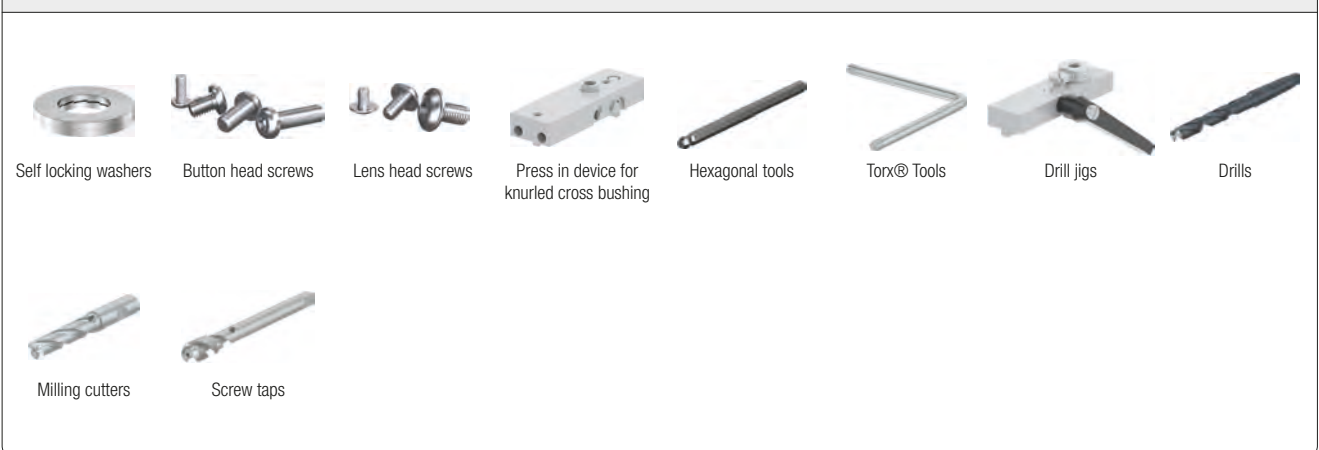 Self locking washers
Button head screws
Lens head screws
Press in device for
knurled cross bushing
Hexagonal tools
Torx® Tools
Drill jigs
Drills
Milling cutters
Screw taps